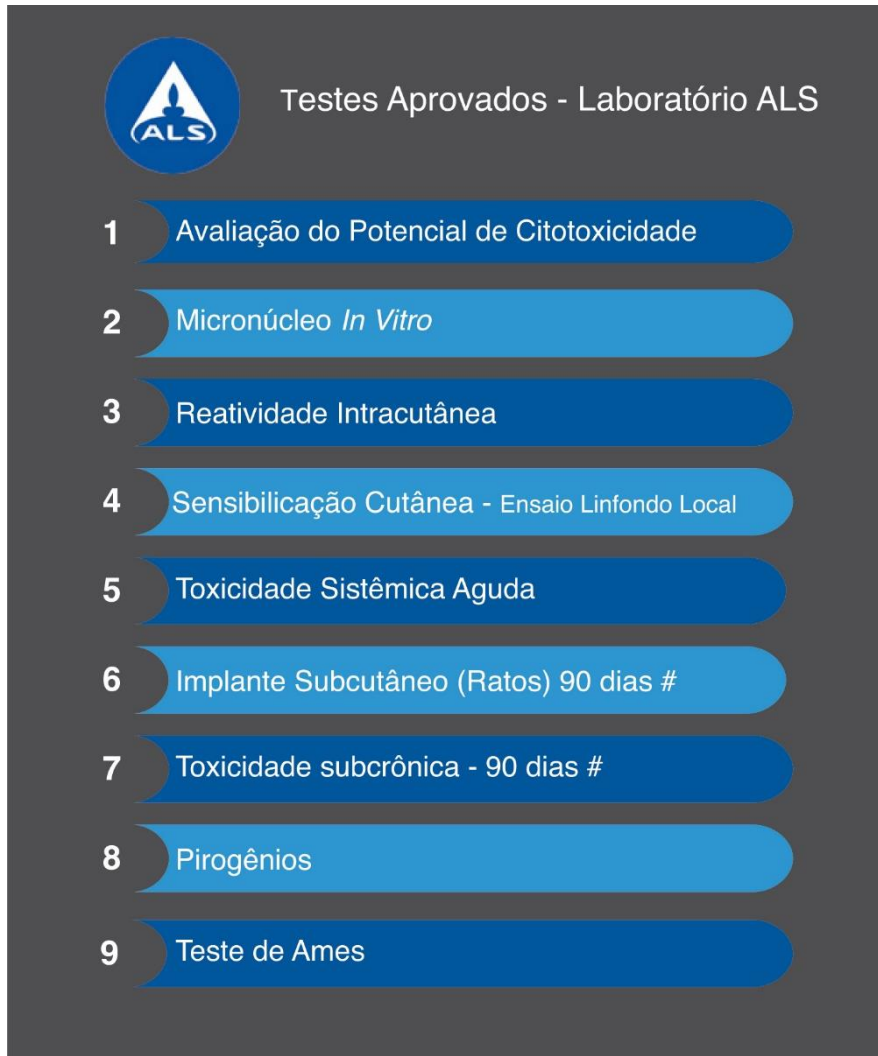 ALS
Testes Aprovados - Laboratório ALS
1 Avaliação do Potencial de Citotoxicidade
2 Micronúcleo In Vitro
3 Reatividade Intracutânea
4 Sensibilicação Cutânea - Ensaio Linfondo Local
5 Toxicidade Sistêmica Aguda
6 Implante Subcutâneo (Ratos) 90 dias #
7 Toxicidade subcrônica - 90 dias #
8 Pirogênios
9 Teste de Ames